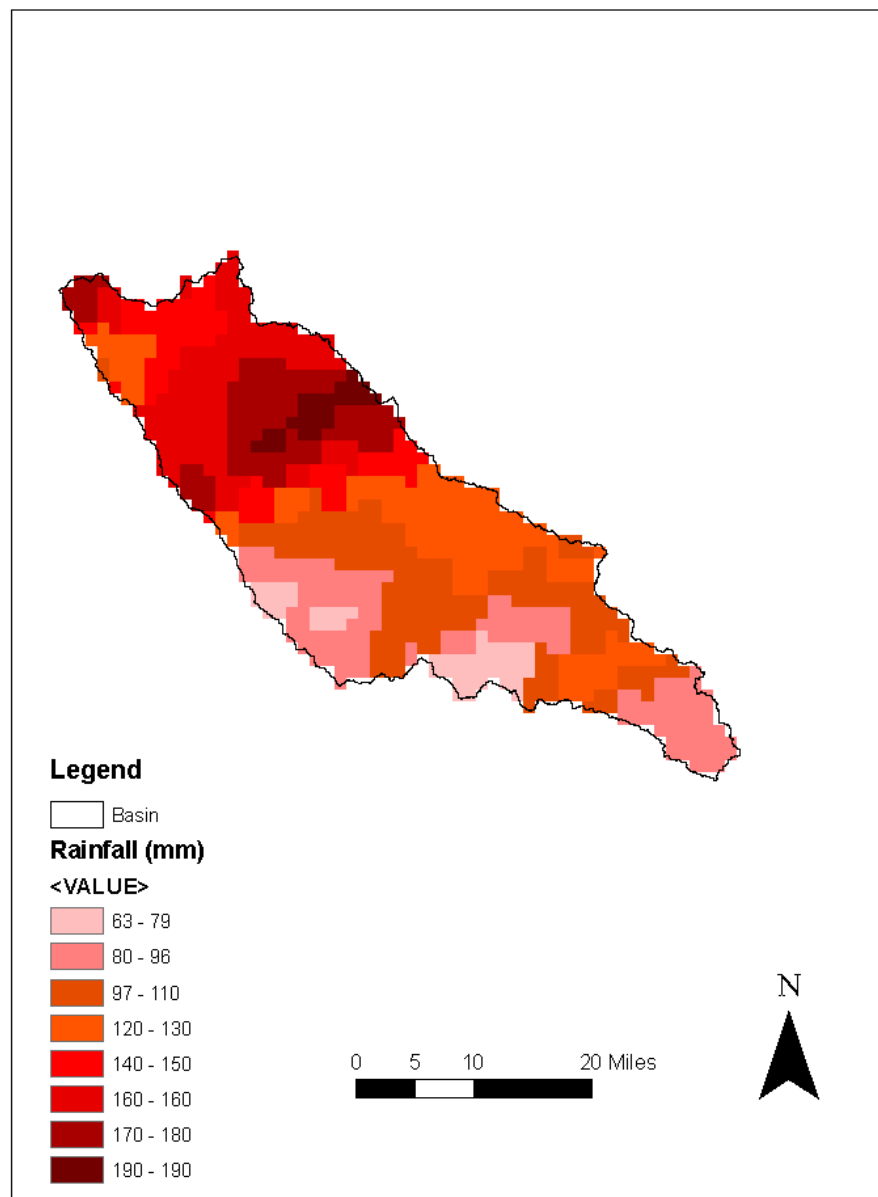 Legend
Basin
Rainfall (mm)
<VALUE>
63 - 79
80 - 96
97 - 110
120 - 130
140 - 150
160 - 160
170 - 180
190 - 190
N
0 5 10 20 Miles